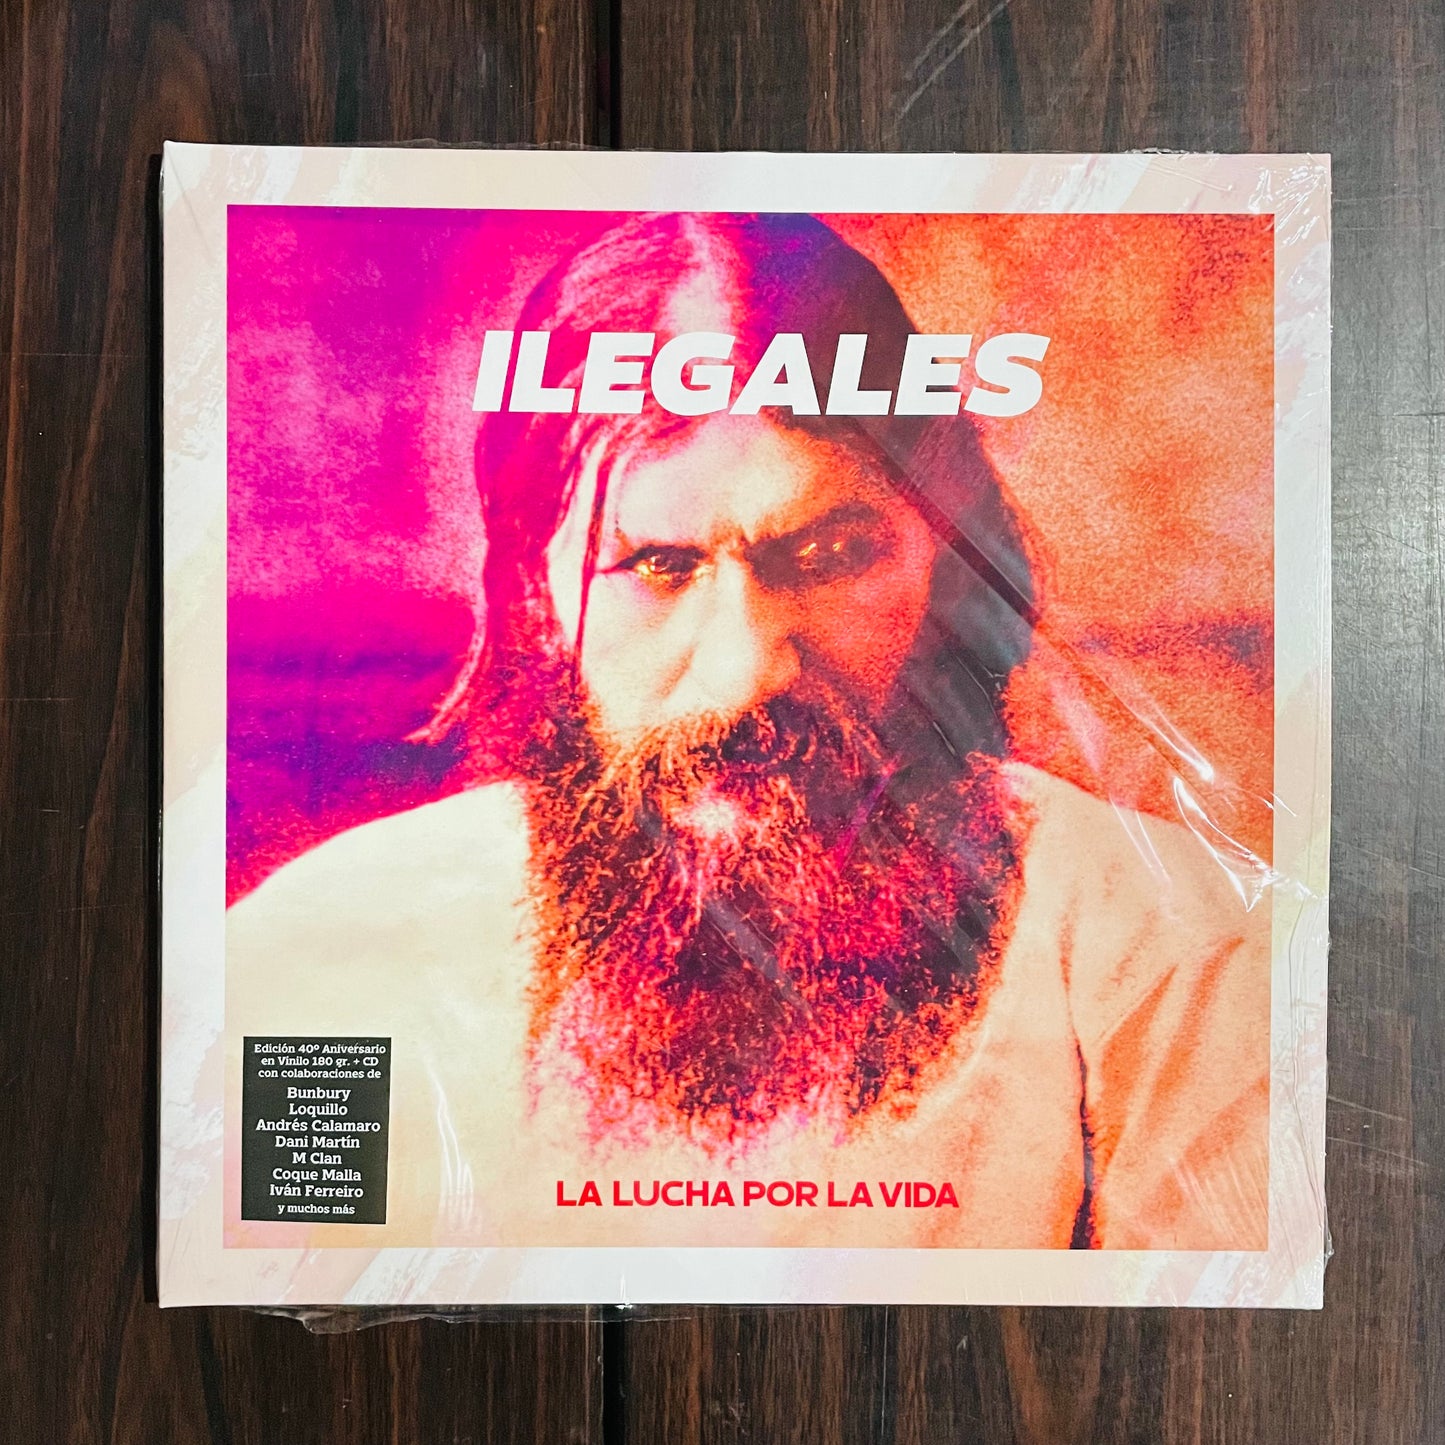 ILEGALES
Edición 40º Aniversario
en Vinilo 180 gr. + CD
con colaboraciones de
Bunbury
Loquillo
Andrés Calamaro
Dani Martín
M Clan
Coque Malla
Iván Ferreiro
y muchos más
LA LUCHA POR LA VIDA